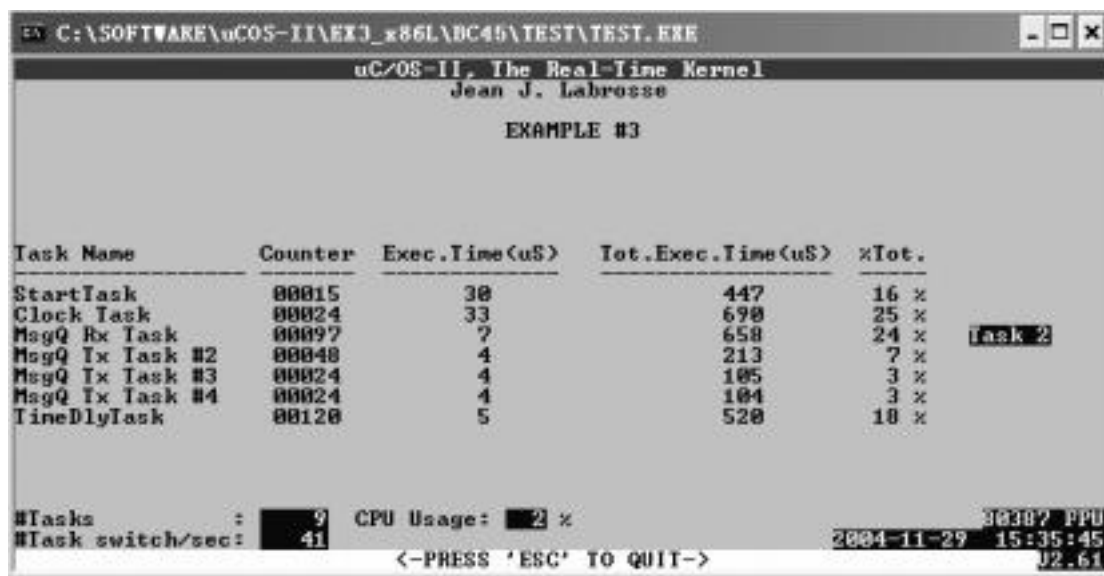 C:\SOFTWARE\uCOS-II\EX3_x86L\BC45\TEST\TEST.EXE
uC/OS-II, The Real-Time Kernel
Jean J. Labrosse
EXAMPLE #3
Task Name Counter Exec.Time(uS) Tot.Exec.Time(uS) %Tot.
StartTask 00015 30 447 16 %
Clock Task 00024 33 690 25 %
MsgQ Rx Task 00097 7 658 24 % Task 2
MsgQ Tx Task #2 00048 4 213 7 %
MsgQ Tx Task #3 00024 4 105 3 %
MsgQ Tx Task #4 00024 4 104 3 %
TimeDlyTask 00120 5 520 18 %
#Tasks : 9 CPU Usage: 2 %
80387 FPU
#Task switch/sec: 41
2004-11-29 15:35:45
<-PRESS 'ESC' TO QUIT-> V2.61